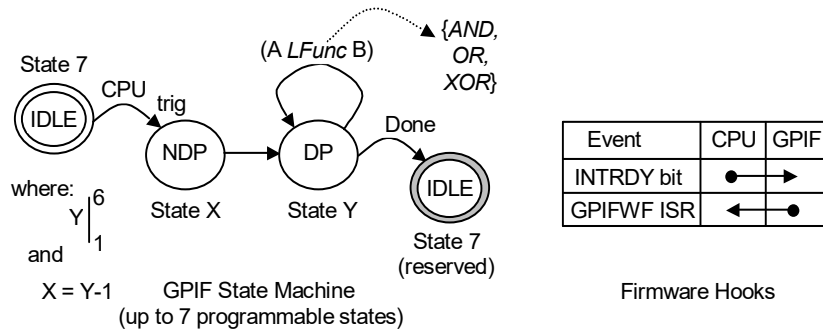 {AND,
OR,
XOR}
(A LFunc B)
State 7
CPU
trig
IDLE
NDP
DP
Done
IDLE
State X
State Y
State 7
(reserved)
where:
Y
6
1
and
X = Y-1
GPIF State Machine
(up to 7 programmable states)
Event CPU GPIF
INTRDY bit
GPIFWF ISR
Firmware Hooks